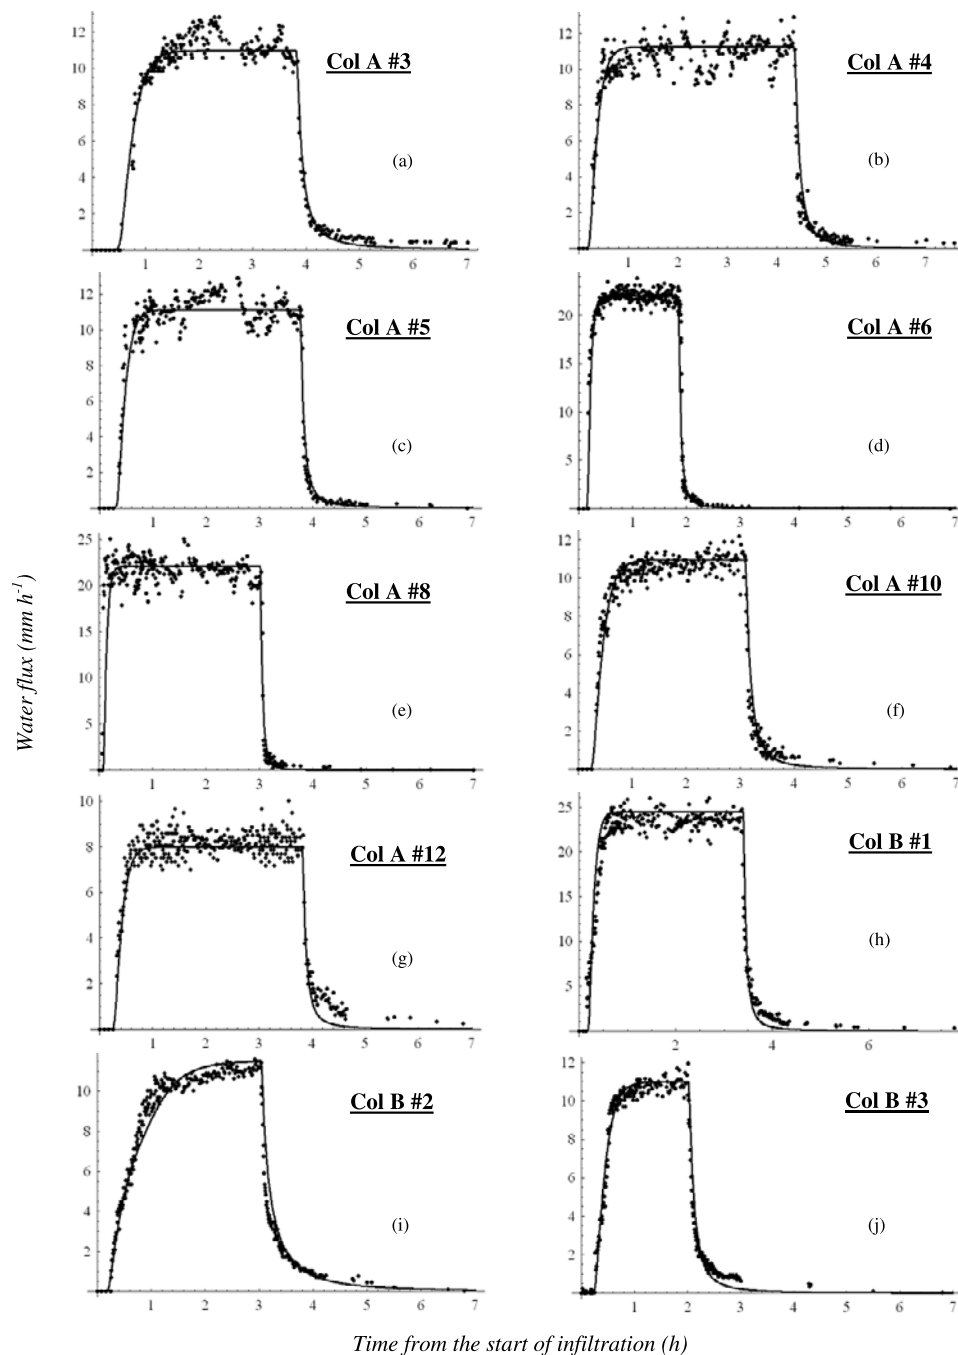 12
10
8
6
4
2
1 2 3 4 5 6 7
Col A #3
(a)
12
10
8
6
4
2
1 2 3 4 5 6 7
Col A #4
(b)
12
10
8
6
4
2
1 2 3 4 5 6 7
Col A #5
(c)
20
15
10
5
1 2 3 4 5 6 7
Col A #6
(d)
25
20
15
10
5
1 2 3 4 5 6 7
Col A #8
(e)
12
10
8
6
4
2
1 2 3 4 5 6 7
Col A #10
(f)
10
8
6
4
2
1 2 3 4 5 6 7
Col A #12
(g)
25
20
15
10
5
2 4 6
Col B #1
(h)
10
8
6
4
2
1 2 3 4 5 6 7
Col B #2
(i)
12
10
8
6
4
2
1 2 3 4 5 6 7
Col B #3
(j)
Water flux (mm h⁻¹)
Time from the start of infiltration (h)